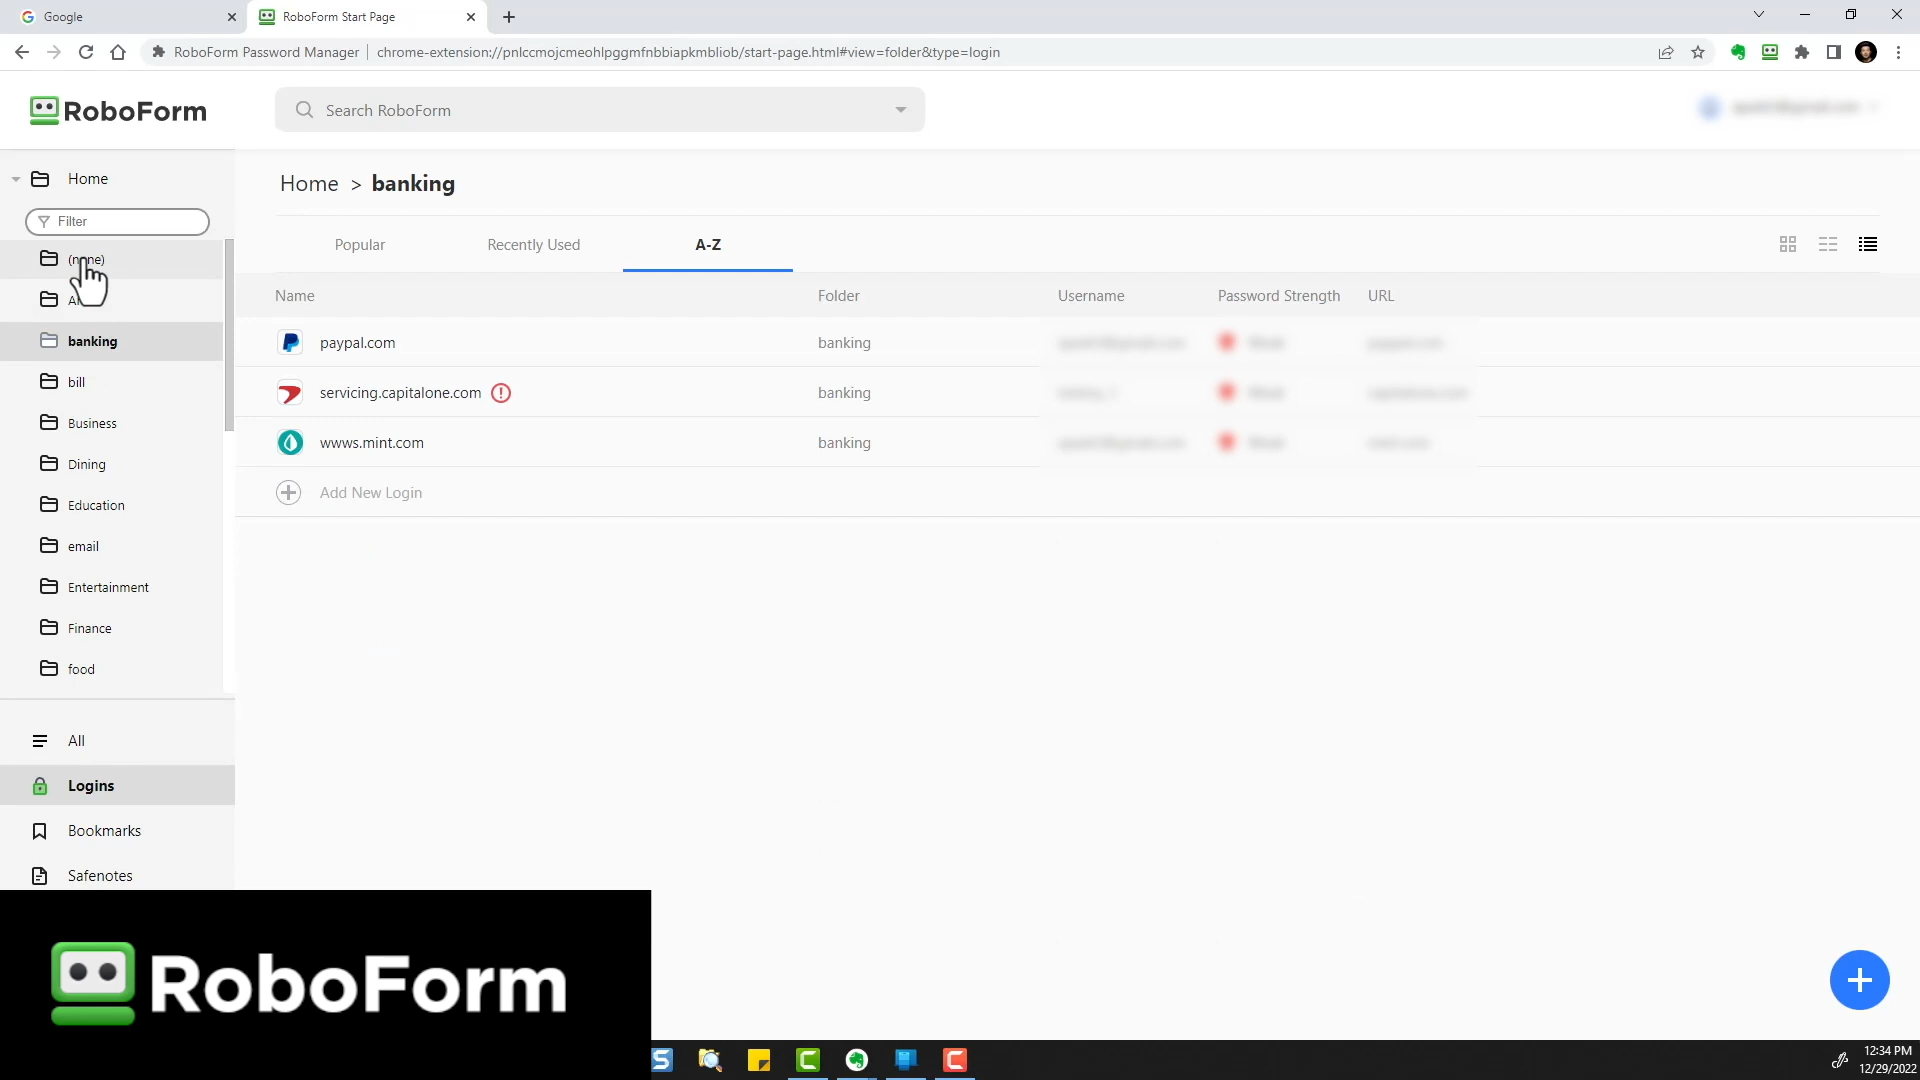 Google
RoboForm Start Page
RoboForm Password Manager
chrome-extension://pnlccmojcmeohlpggmfnbbiapkmbliob/start-page.html#view=folder&type=login
RoboForm
Search RoboForm
Home
Filter
(none)
banking
bill
Business
Dining
Education
email
Entertainment
Finance
food
All
Logins
Bookmarks
Safenotes
Home > banking
Popular
Recently Used
A-Z
Name
Folder
Username
Password Strength
URL
paypal.com
banking
servicing.capitalone.com
banking
wwws.mint.com
banking
Add New Login
RoboForm
12:34 PM
12/29/2022